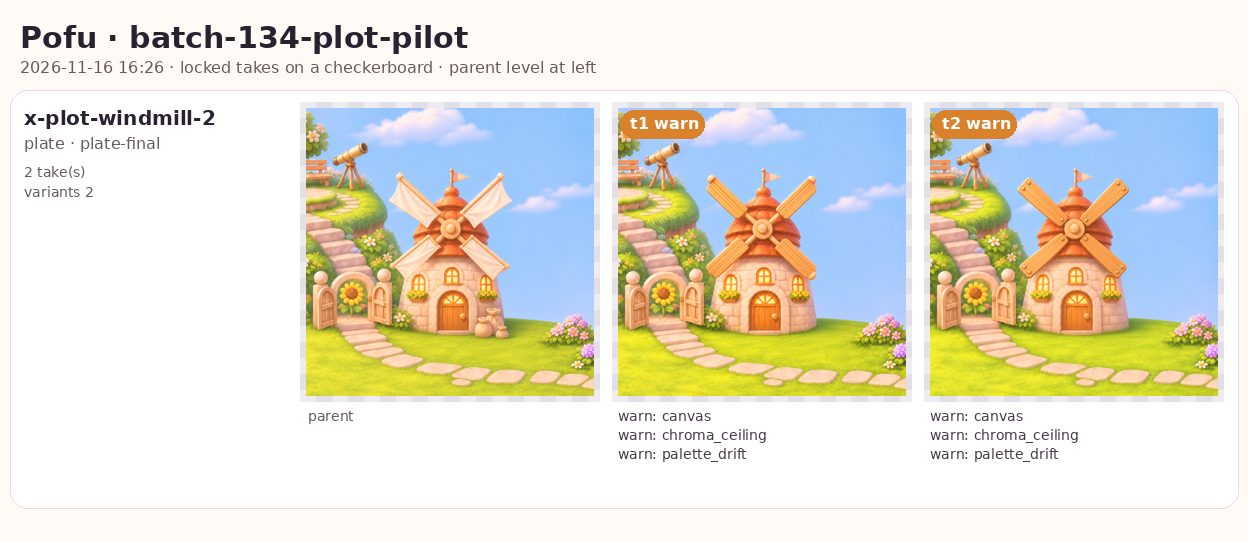 Pofu · batch-134-plot-pilot
2026-11-16 16:26 · locked takes on a checkerboard · parent level at left
x-plot-windmill-2
plate · plate-final
2 take(s)
variants 2
parent
t1 warn
warn: canvas
warn: chroma_ceiling
warn: palette_drift
t2 warn
warn: canvas
warn: chroma_ceiling
warn: palette_drift